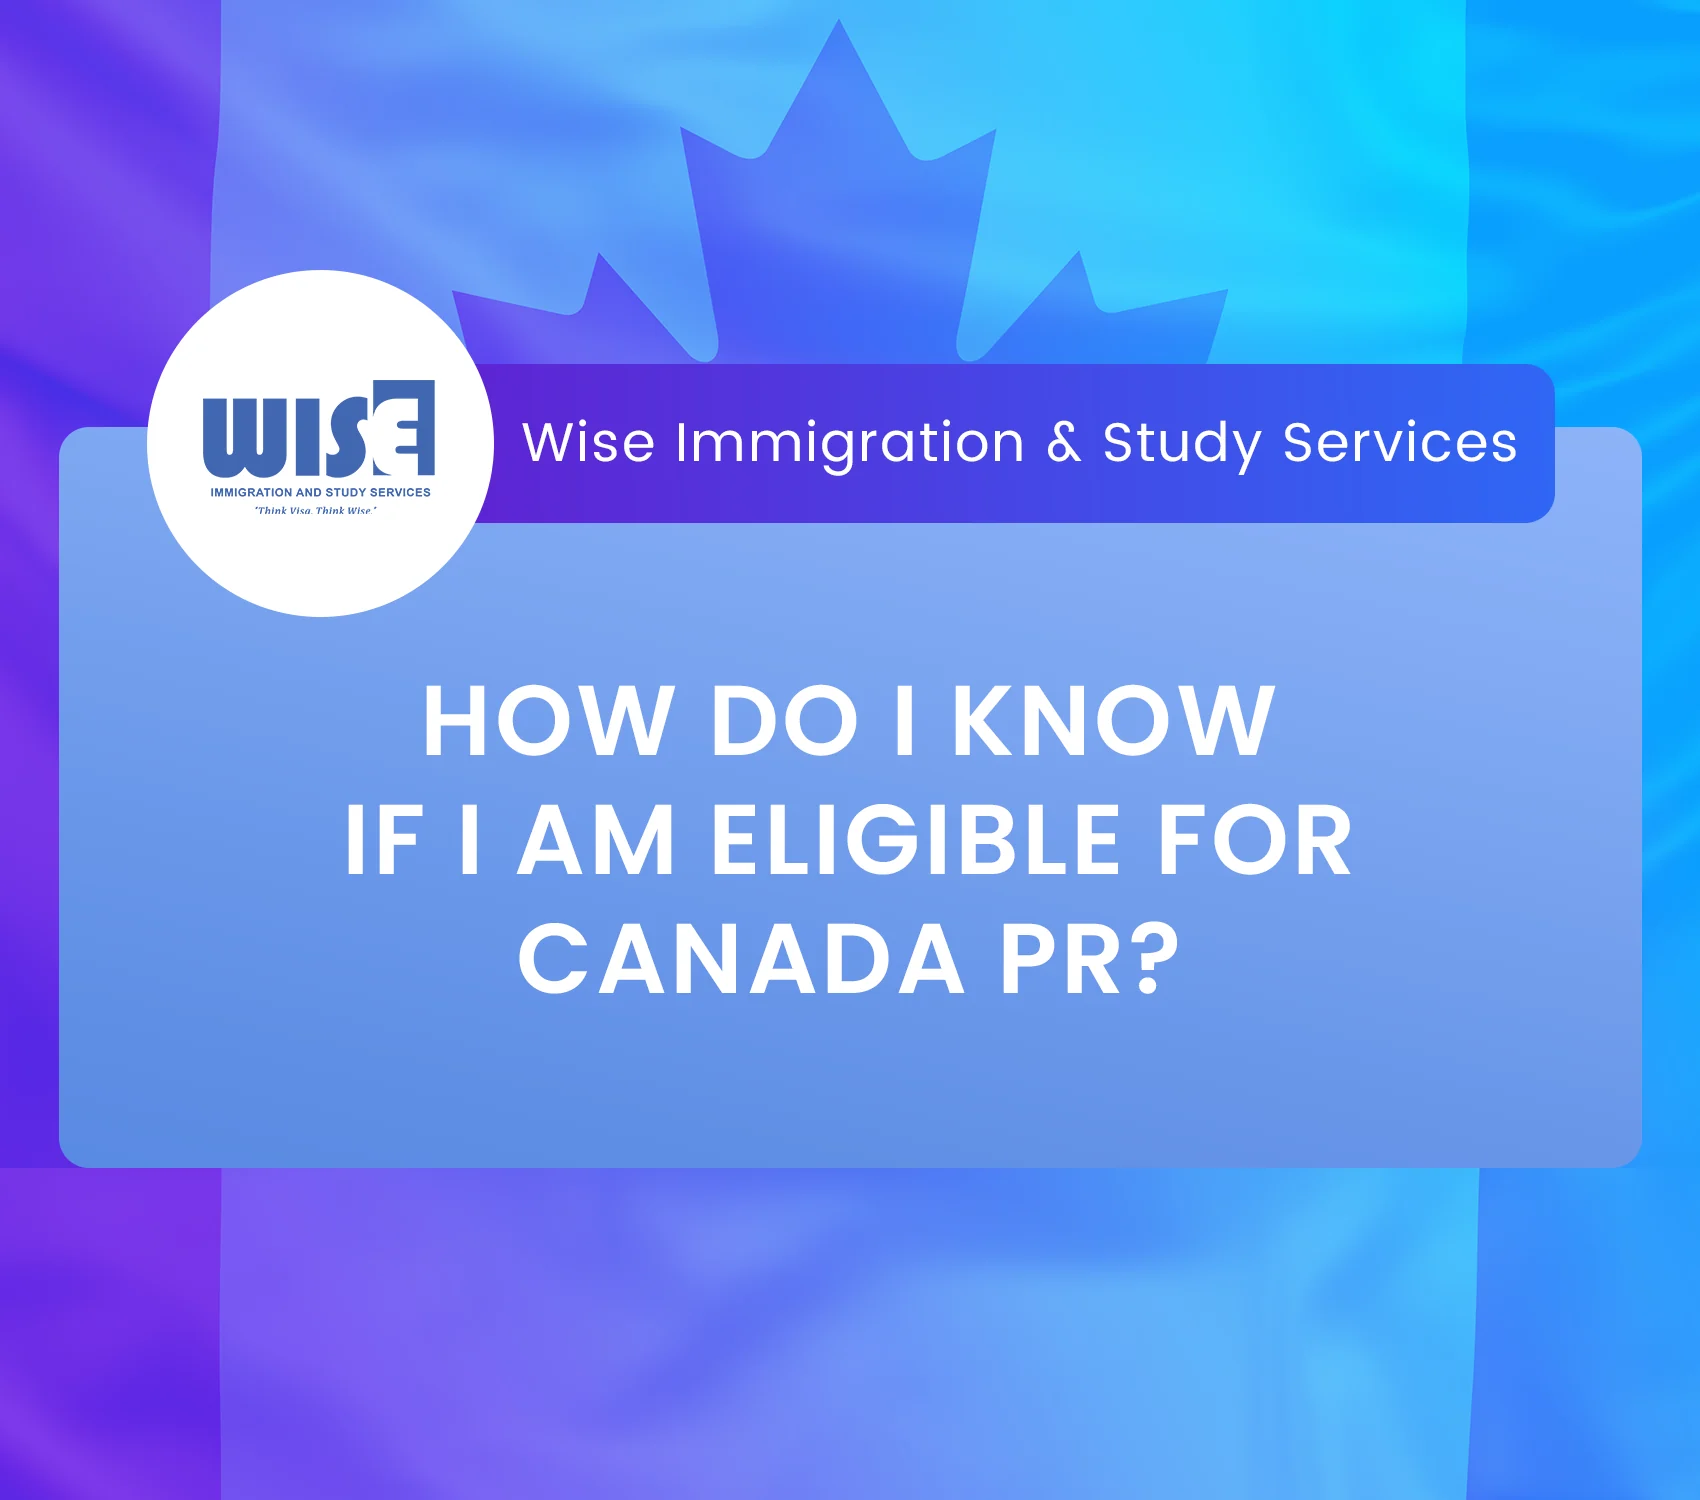 WISE
IMMIGRATION AND STUDY SERVICES
"Think Visa. Think Wise."
Wise Immigration & Study Services
HOW DO I KNOW
IF I AM ELIGIBLE FOR
CANADA PR?